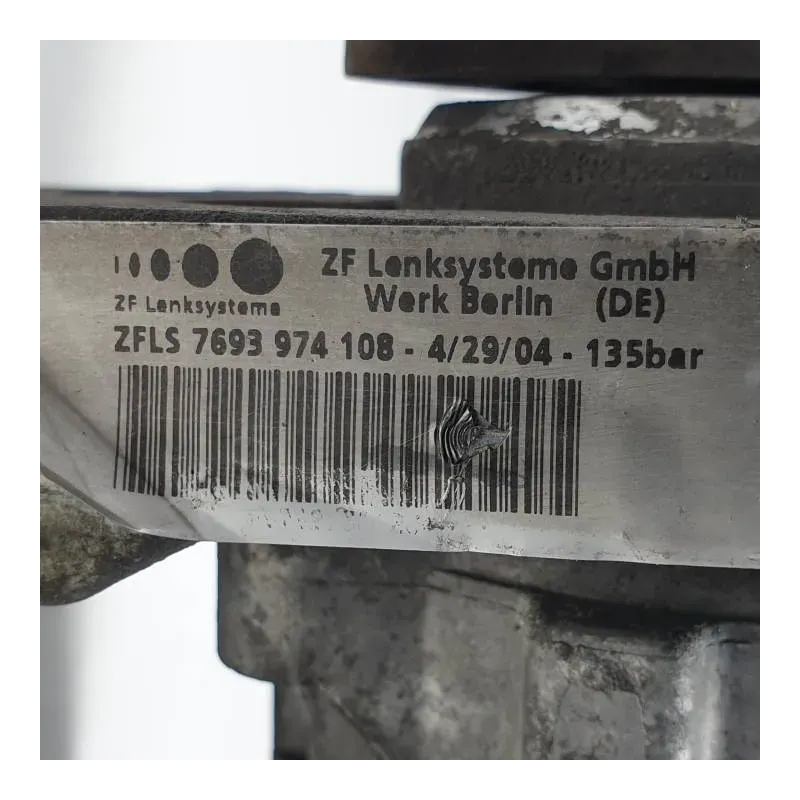 ZF Lenksysteme GmbH
ZF Lenksysteme
Werk Berlin (DE)
ZFLS 7693 974 108 - 4/29/04 - 135bar